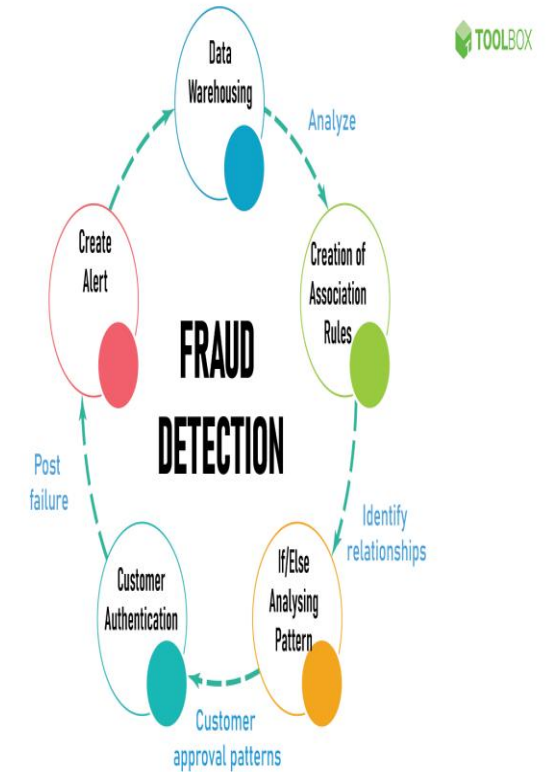 TOOLBOX
Data
Warehousing
Analyze
Creation of
Association
Rules
Identify
relationships
If/Else
Analysing
Pattern
Customer
approval patterns
Customer
Authentication
Post
failure
Create
Alert
FRAUD
DETECTION